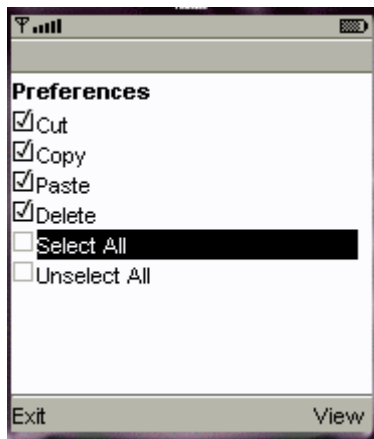 Preferences
Cut
Copy
Paste
Delete
Select All
Unselect All
Exit View